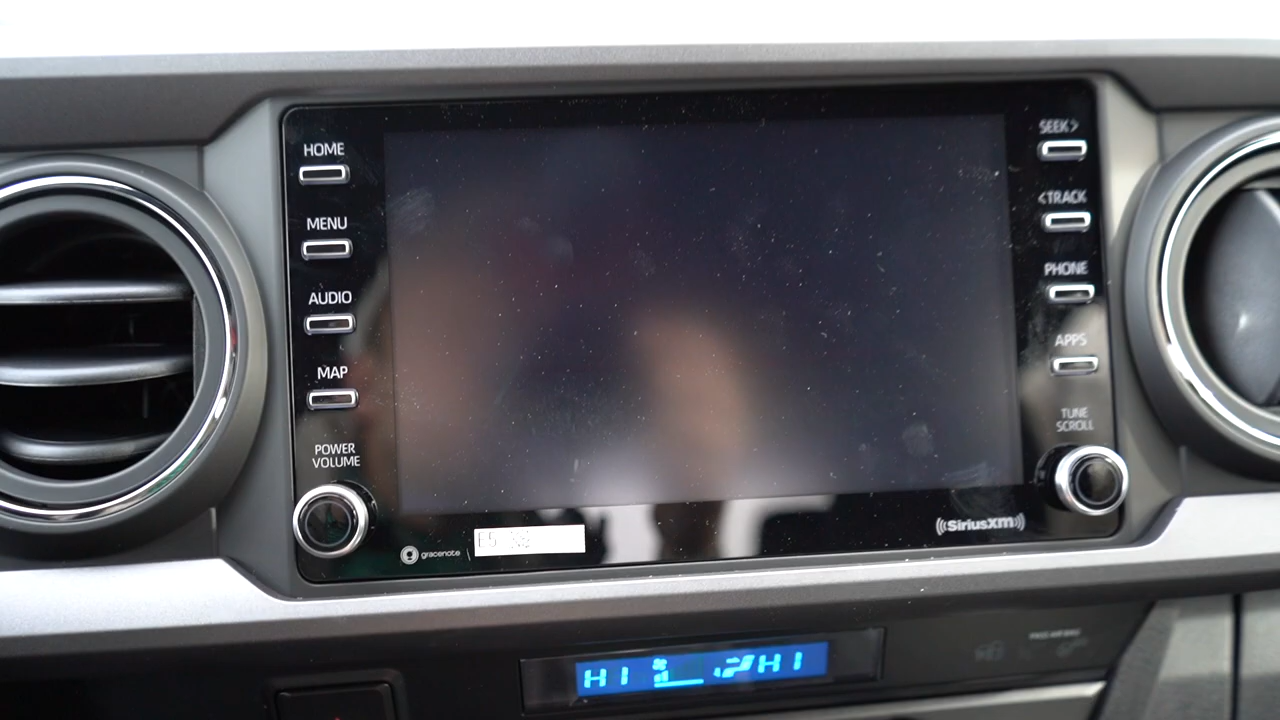 HOME
MENU
AUDIO
MAP
POWER
VOLUME
SEEK>
<TRACK
PHONE
APPS
TUNE
SCROLL
gracenote
SiriusXM
HI HI